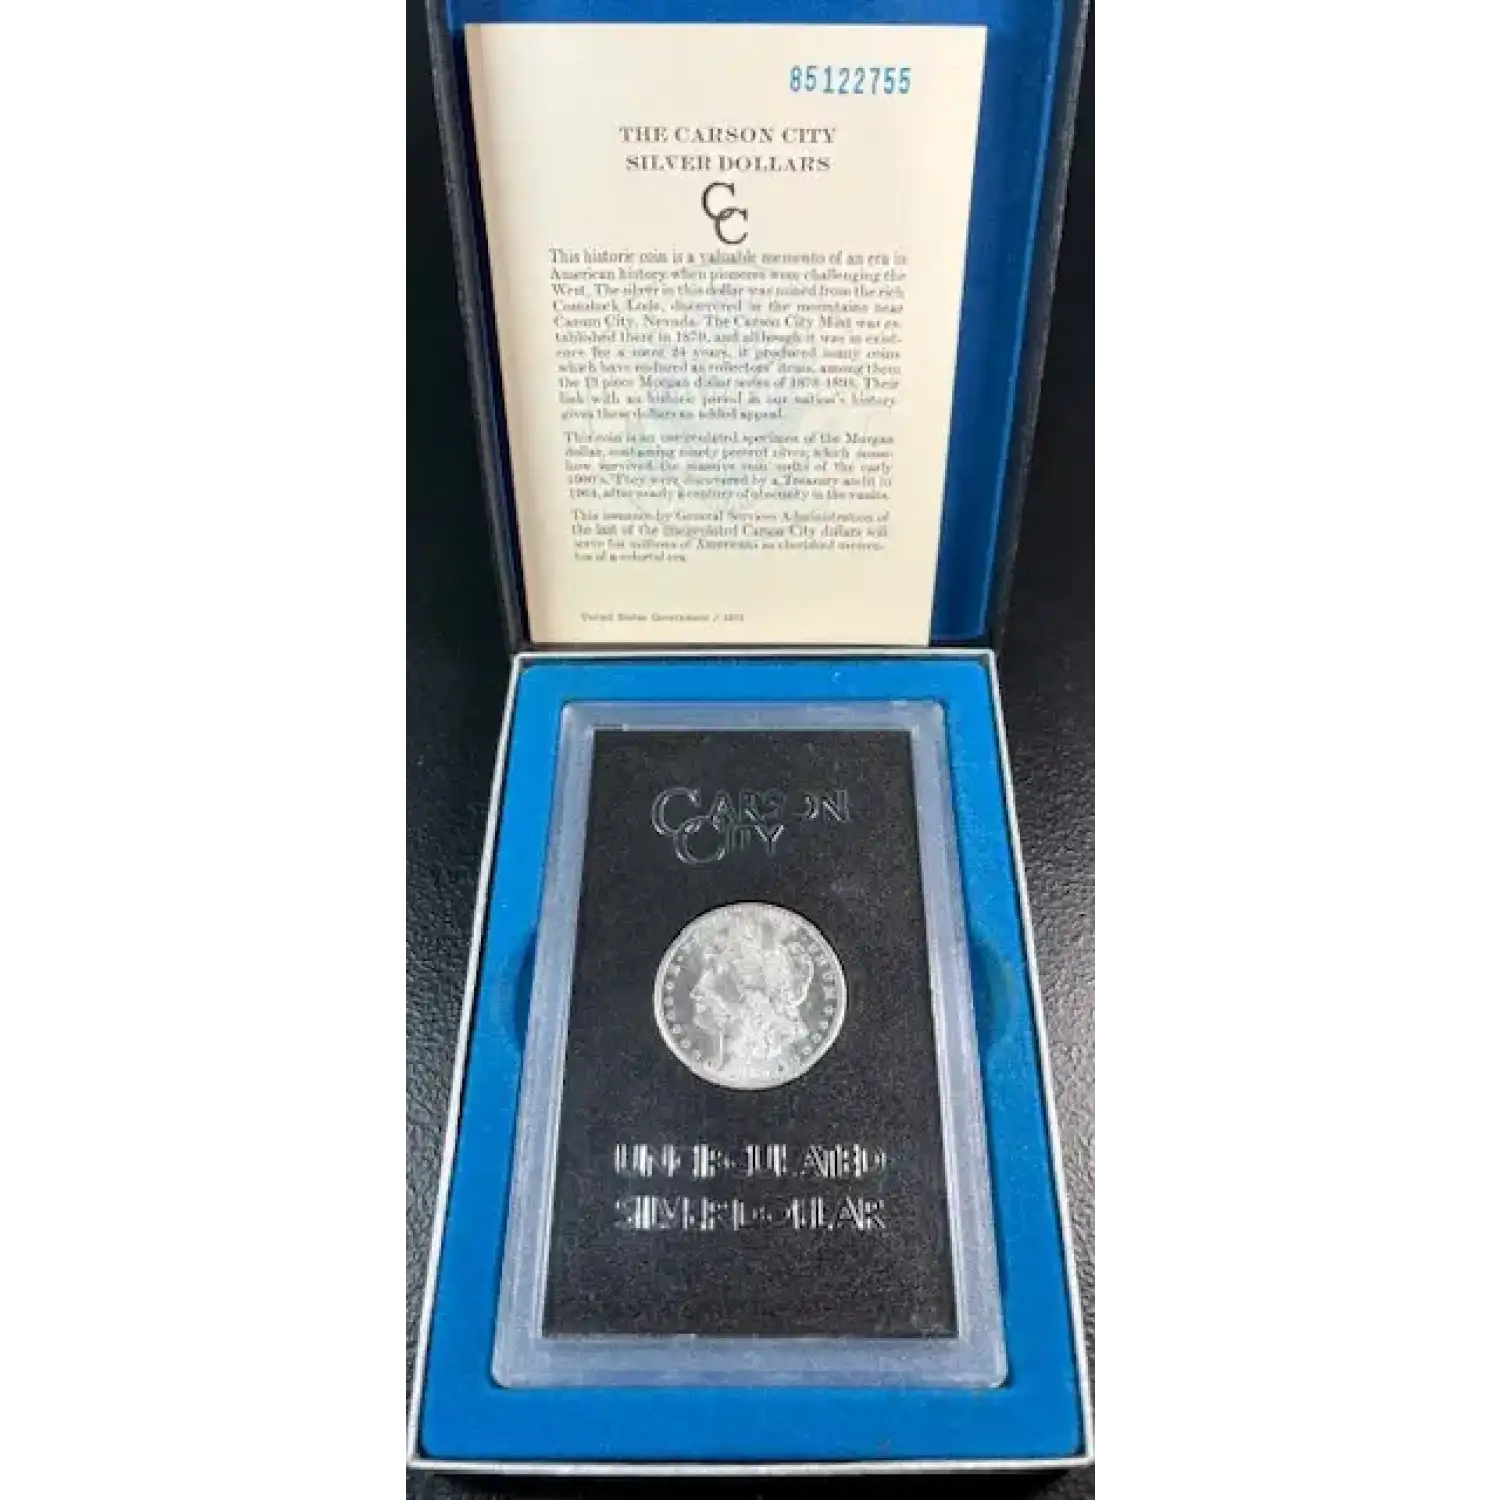 85122755
THE CARSON CITY
SILVER DOLLARS
CC
This historic coin is a valuable memento of an era in
American history when pioneers were challenging the
West. The silver in this dollar was mined from the rich
Comstock Lode, discovered in the mountains near
Carson City, Nevada. The Carson City Mint was es-
tablished there in 1870, and although it was in exist-
ence for a mere 24 years, it produced many coins
which have endured as collectors' items, among them
the 13 piece Morgan dollar series of 1878-1893. Their
link with an historic period in our nation's history
gives these dollars an added appeal.
This coin is an uncirculated specimen of the Morgan
dollar, containing ninety percent silver, which some-
how survived the massive coin melts of the early
1900's. They were discovered by a Treasury audit in
1964, after nearly a century of obscurity in the vaults.
This issuance by General Services Administration of
the last of the uncirculated Carson City dollars will
serve for millions of Americans as cherished memen-
tos of a colorful era.
United States Government /
CARSON
CITY
UNCIRCULATED
SILVER DOLLAR